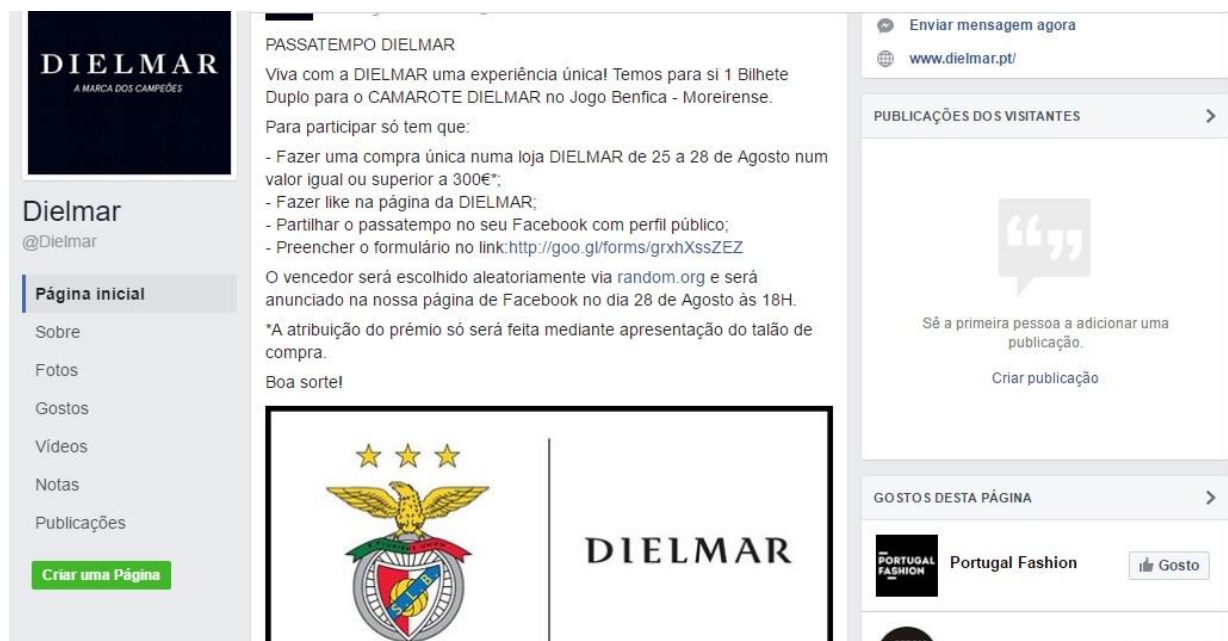 DIELMAR
A MARCA DOS CAMPEÕES
Dielmar
@Dielmar
Página inicial
Sobre
Fotos
Gostos
Vídeos
Notas
Publicações
Criar uma Página
PASSATEMPO DIELMAR
Viva com a DIELMAR uma experiência única! Temos para si 1 Bilhete
Duplo para o CAMAROTE DIELMAR no Jogo Benfica - Moreirense.
Para participar só tem que:
- Fazer uma compra única numa loja DIELMAR de 25 a 28 de Agosto num
valor igual ou superior a 300€*;
- Fazer like na página da DIELMAR;
- Partilhar o passatempo no seu Facebook com perfil público;
- Preencher o formulário no link:http://goo.gl/forms/grxhXssZEZ
O vencedor será escolhido aleatoriamente via random.org e será
anunciado na nossa página de Facebook no dia 28 de Agosto às 18H.
*A atribuição do prémio só será feita mediante apresentação do talão de
compra.
Boa sorte!
E PLURIBUS UNUM
S.L.B.
DIELMAR
Enviar mensagem agora
www.dielmar.pt/
PUBLICAÇÕES DOS VISITANTES
Sê a primeira pessoa a adicionar uma
publicação.
Criar publicação
GOSTOS DESTA PÁGINA
PORTUGAL
FASHION
Portugal Fashion
Gosto